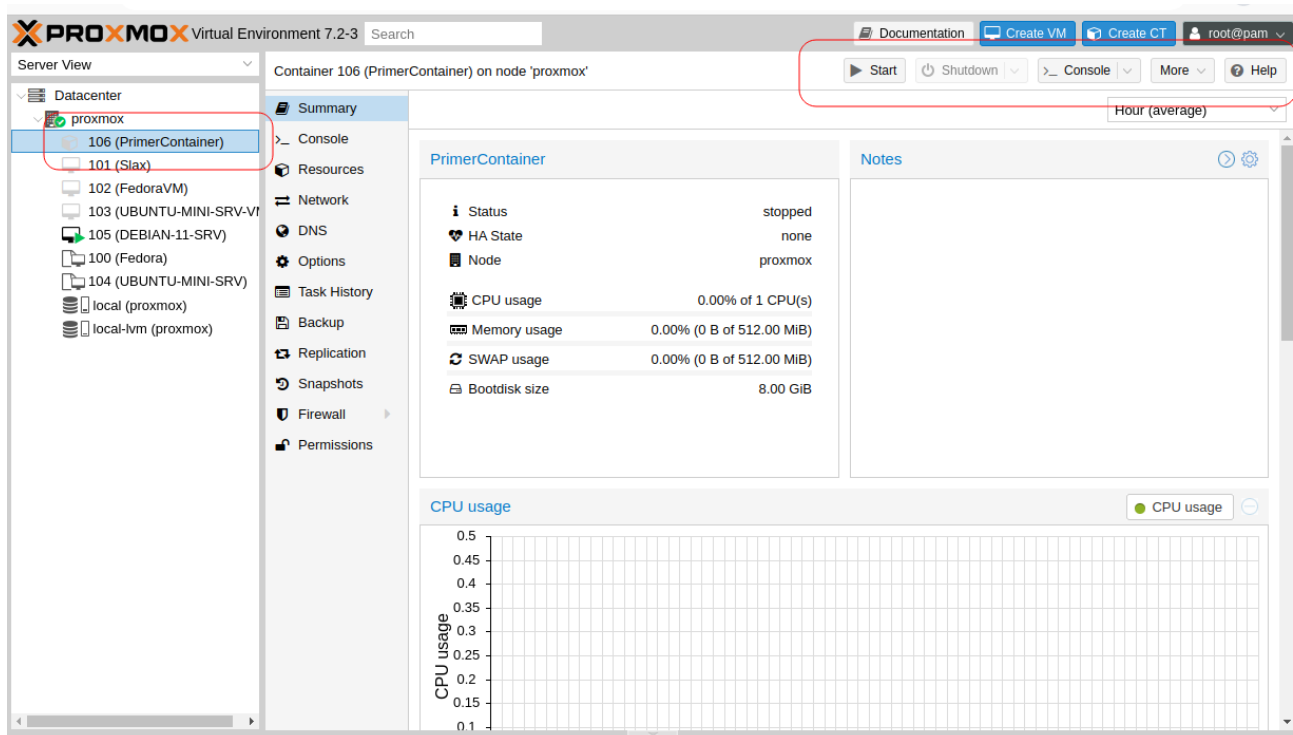 PROXMOX Virtual Environment 7.2-3 Search Documentation Create VM Create CT root@pam
Server View
Container 106 (PrimerContainer) on node 'proxmox' Start Shutdown >_ Console More Help
Datacenter
proxmox
106 (PrimerContainer)
101 (Slax)
102 (FedoraVM)
103 (UBUNTU-MINI-SRV-VM
105 (DEBIAN-11-SRV)
100 (Fedora)
104 (UBUNTU-MINI-SRV)
local (proxmox)
local-lvm (proxmox)
Summary
>_ Console
Resources
Network
DNS
Options
Task History
Backup
Replication
Snapshots
Firewall
Permissions
Hour (average)
PrimerContainer
Status stopped
HA State none
Node proxmox
CPU usage 0.00% of 1 CPU(s)
Memory usage 0.00% (0 B of 512.00 MiB)
SWAP usage 0.00% (0 B of 512.00 MiB)
Bootdisk size 8.00 GiB
Notes
CPU usage
CPU usage
CPU usage
0.5
0.45
0.4
0.35
0.3
0.25
0.2
0.15
0.1